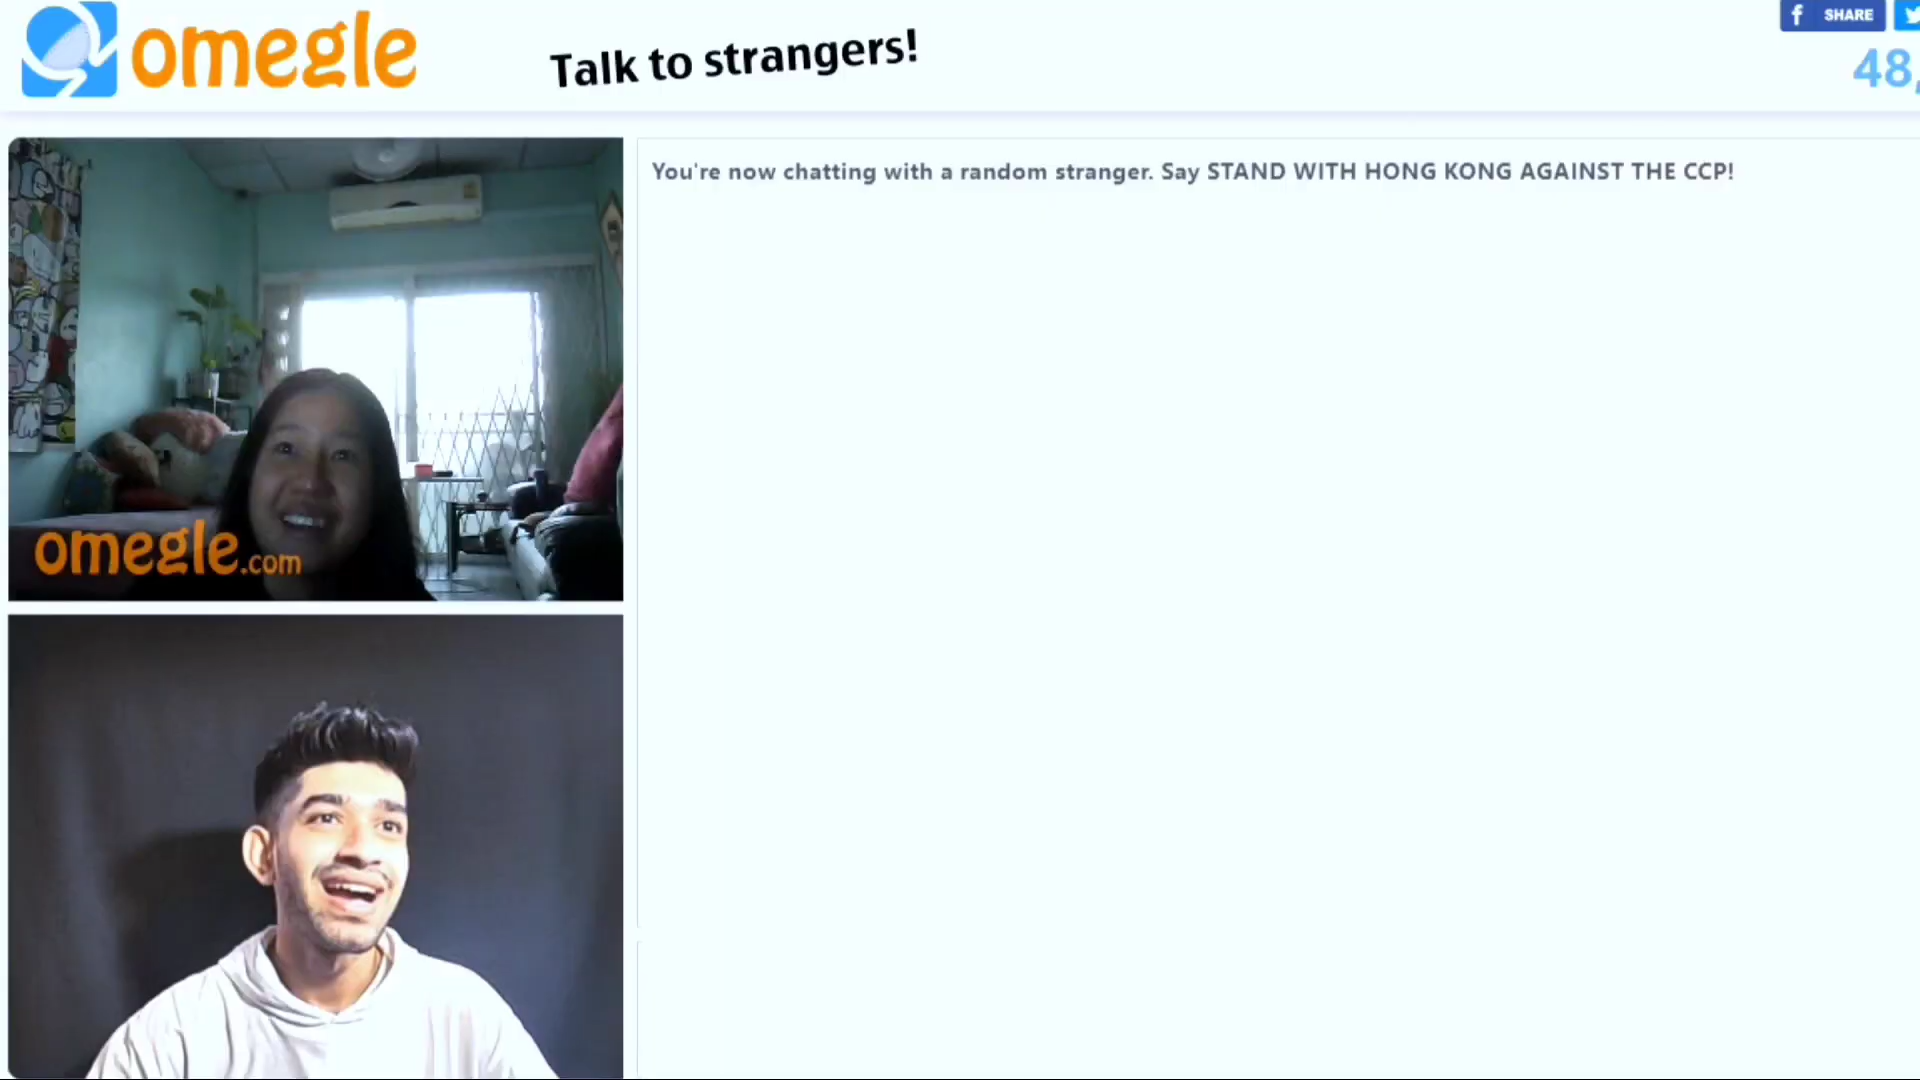 omegle
Talk to strangers!
SHARE
48,
You're now chatting with a random stranger. Say STAND WITH HONG KONG AGAINST THE CCP!
omegle.com